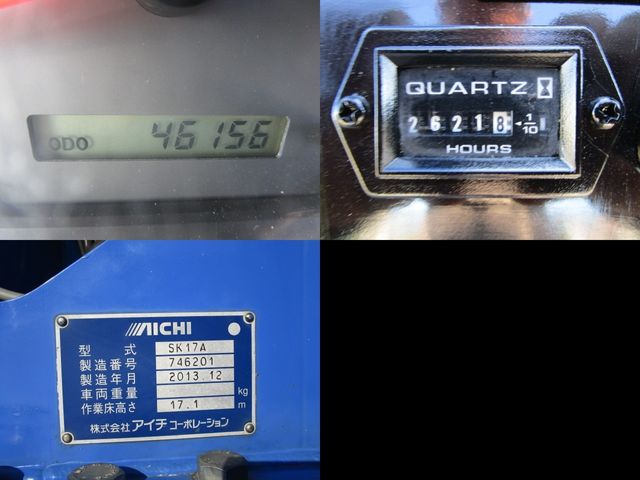 ODO 46156
QUARTZ
26218 ◄1/10
HOURS
AICHI
型式 SK17A
製造番号 746201
製造年月 2013.12
車両重量 kg
作業床高さ 17.1 m
株式会社 アイチ コーポレーション